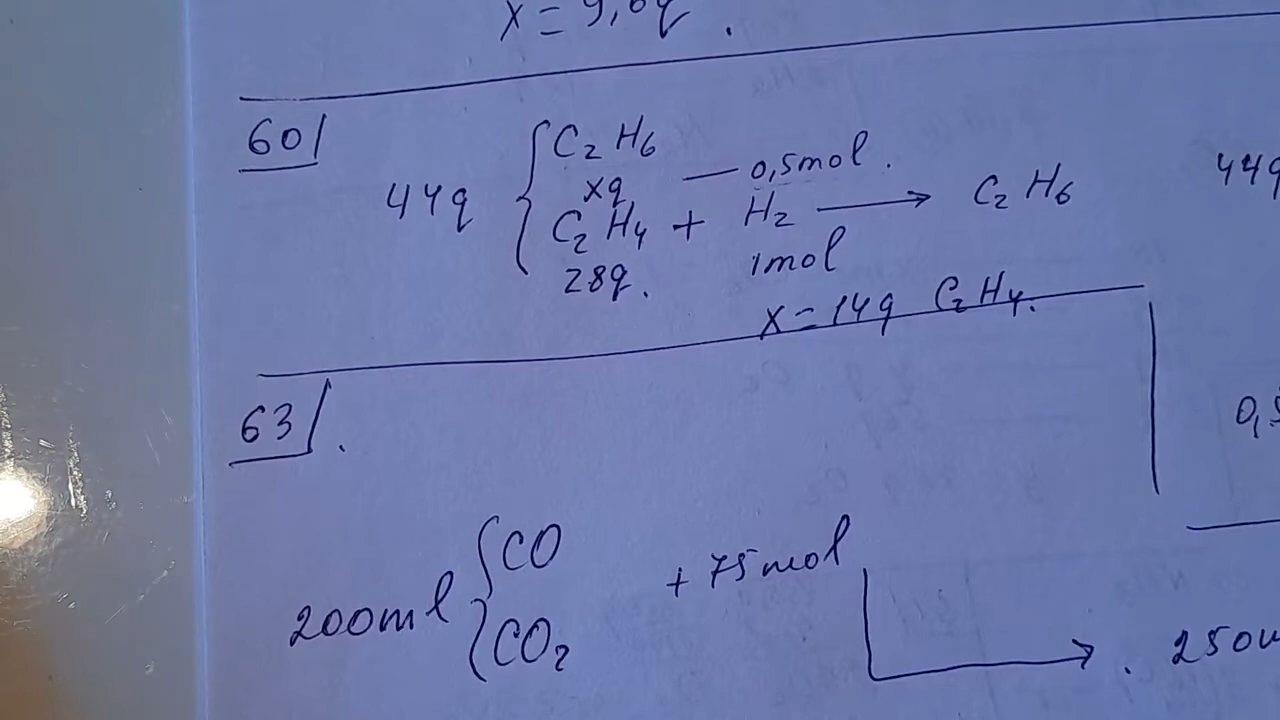 60/
44q
C₂H₆
xq — 0,5mol.
C₂H₄ + H₂ → C₂H₆
28q. 1mol
x=14q C₂H₄.
63/.
200ml
CO + 75mol
CO₂